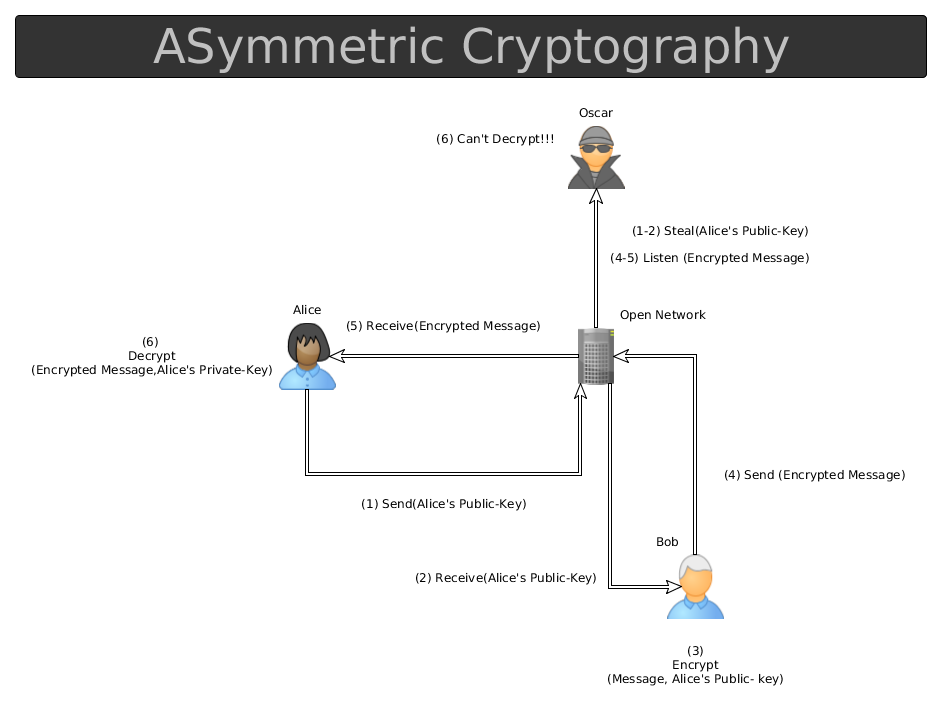 ASymmetric Cryptography
Oscar
(6) Can't Decrypt!!!
(1-2) Steal(Alice's Public-Key)
(4-5) Listen (Encrypted Message)
Alice
Open Network
(5) Receive(Encrypted Message)
(6)
Decrypt
(Encrypted Message,Alice's Private-Key)
(4) Send (Encrypted Message)
(1) Send(Alice's Public-Key)
Bob
(2) Receive(Alice's Public-Key)
(3)
Encrypt
(Message, Alice's Public- key)